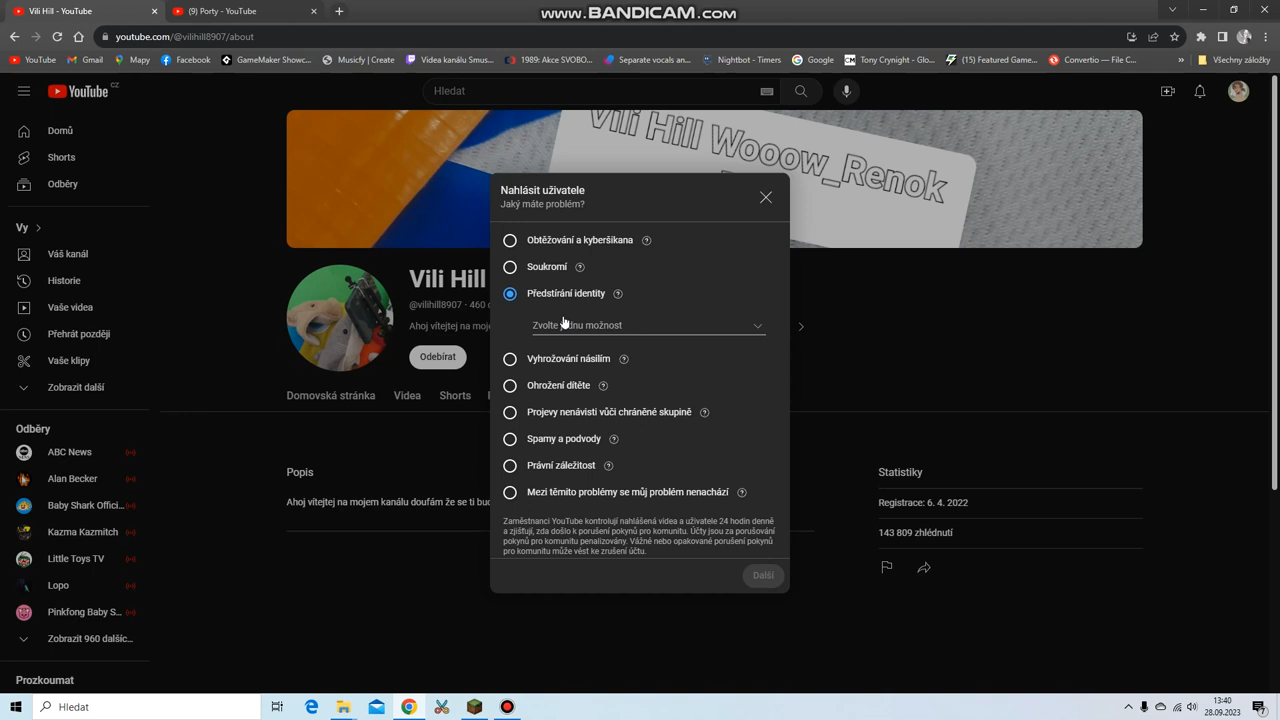 www.BANDICAM.com
Vili Hill - YouTube
(9) Porty - YouTube
youtube.com/@vilihill8907/about
YouTube
Gmail
Mapy
Facebook
GameMake Showc...
Musicfy | Create
Video kanálu Smus...
1989: Akce SVOBO...
Separate vocals an...
Nightbot - Timers
Google
Tony Crynight - Glo...
(15) Featured Game...
Convertio — File C...
»
Všechny záložky
YouTube CZ
Hledat
Domů
Shorts
Odběry
Vy
Váš kanál
Historie
Vaše videa
Přehrát později
Vaše klipy
Zobrazit další
Odběry
ABC News
Alan Becker
Baby Shark Offici...
Kazma Kazmitch
Little Toys TV
Lopo
Pinkfong Baby S...
Zobrazit 960 dalšíc...
Prozkoumat
Vili Hill Wooow_Renok
Vili Hill
@vilihill8907 · 460
Ahoj vítejtej na moje
Odebírat
Domovská stránka
Videa
Shorts
Popis
Ahoj vítejtej na mojem kanálu doufám že se ti bud
Nahlásit uživatele
Jaký máte problém?
Obtěžování a kyberšikana
Soukromí
Předstírání identity
Zvolte jednu možnost
Vyhrožování násilím
Ohrožení dítěte
Projevy nenávisti vůči chráněné skupině
Spamy a podvody
Právní záležitost
Mezi těmito problémy se můj problém nenachází
Zaměstnanci YouTube kontrolují nahlášená videa a uživatele 24 hodin denně
a zjišťují, zda došlo k porušení pokynů pro komunitu. Účty jsou za porušování
pokynů pro komunitu penalizovány. Vážné nebo opakované porušení pokynů
pro komunitu může vést ke zrušení účtu.
Další
Statistiky
Registrace: 6. 4. 2022
143 809 zhlédnutí
Hledat
13:40
28.09.2023